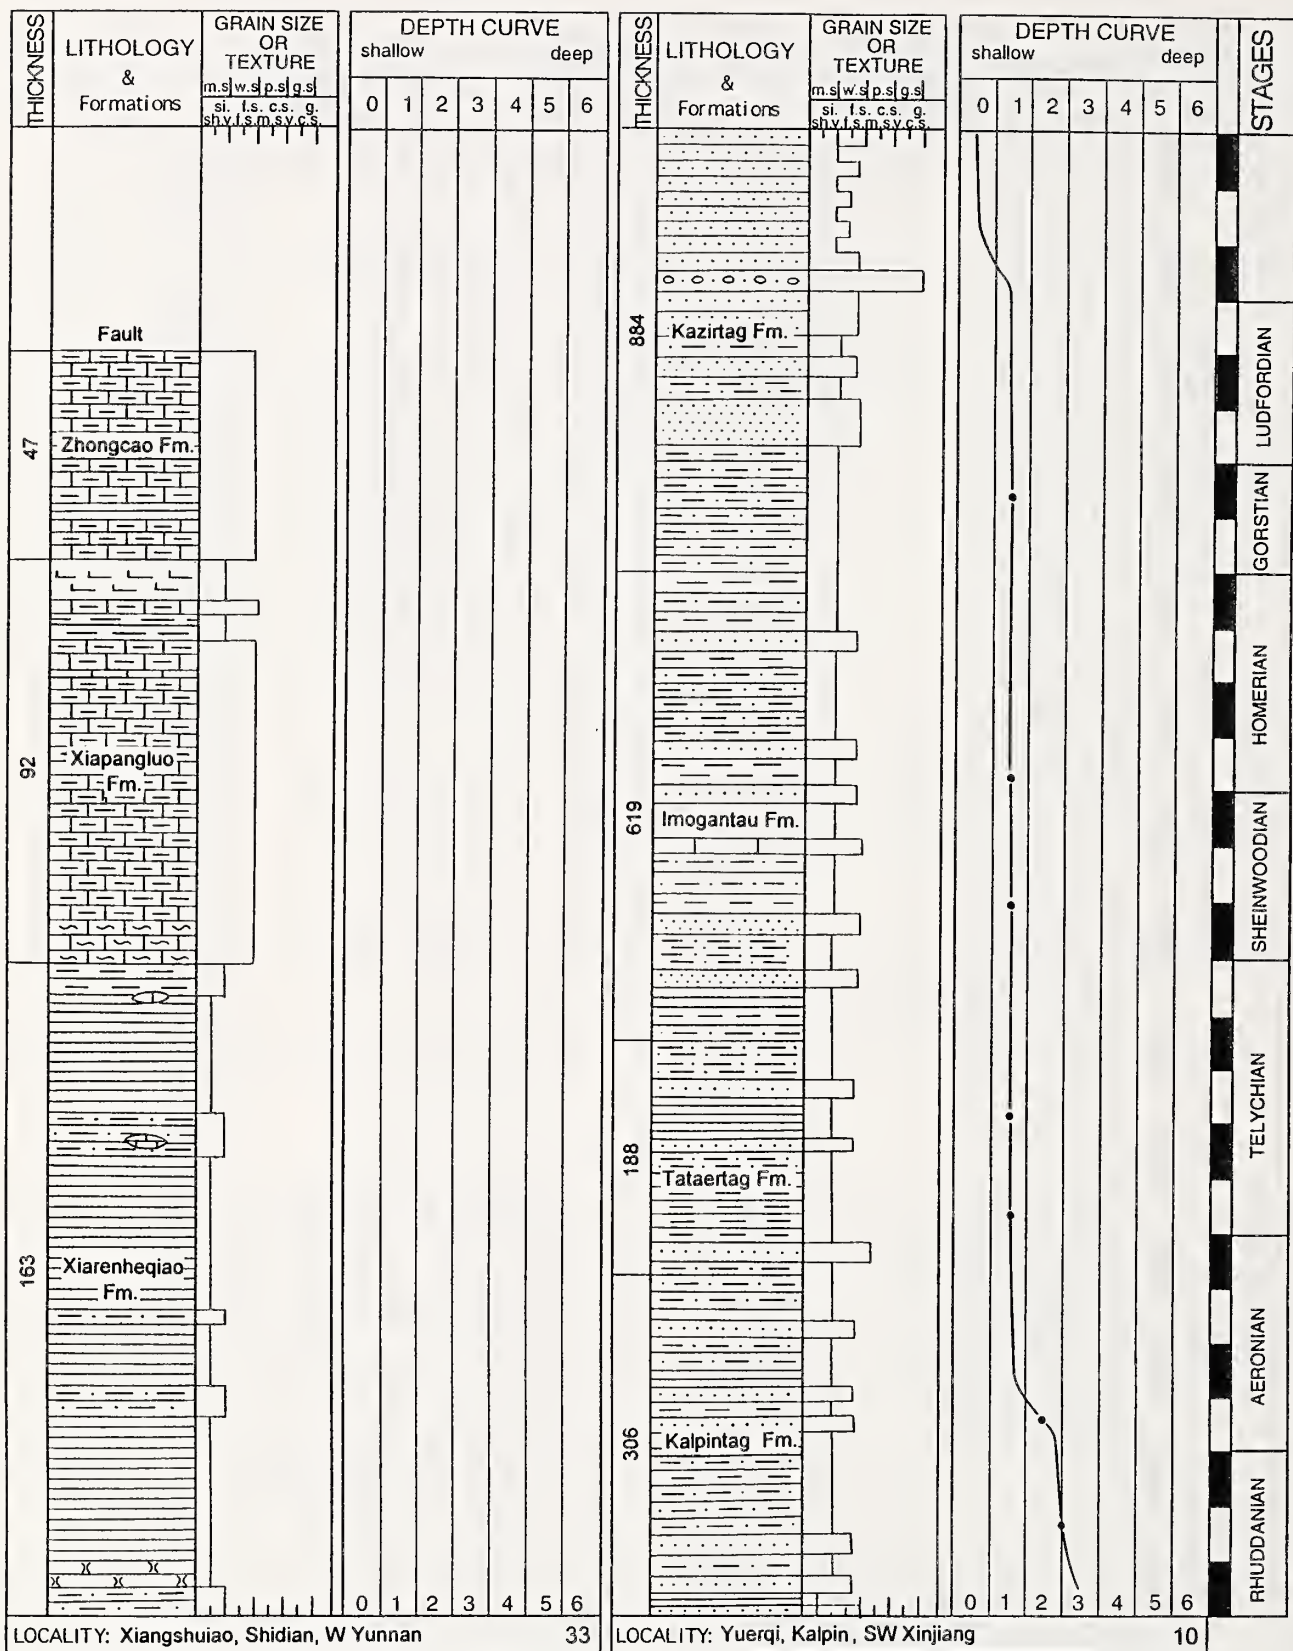 THICKNESS
LITHOLOGY
&
Formations
GRAIN SIZE
OR
TEXTURE
m.s w.s p.s g.s
si. f.s. c.s. g.
sh.v.f.s.m.s.v.c.s.
DEPTH CURVE
shallow deep
0 1 2 3 4 5 6
Fault
47
Zhongcao Fm.
92
Xiapangluo
Fm.
163
Xiarenheqiao
Fm.
0 1 2 3 4 5 6
LOCALITY: Xiangshuiao, Shidian, W Yunnan 33
THICKNESS
LITHOLOGY
&
Formations
GRAIN SIZE
OR
TEXTURE
m.s w.s p.s g.s
si. f.s. c.s. g.
sh.v.f.s.m.s.v.c.s.
DEPTH CURVE
shallow deep
0 1 2 3 4 5 6
STAGES
884
Kazirtag Fm.
619
Imogantau Fm.
188
Tataertag Fm.
306
Kalpintag Fm.
LUDFORDIAN
GORSTIAN
HOMERIAN
SHEINWOODIAN
TELYCHIAN
AERONIAN
RHUDDANIAN
0 1 2 3 4 5 6
LOCALITY: Yuerqi, Kalpin, SW Xinjiang 10